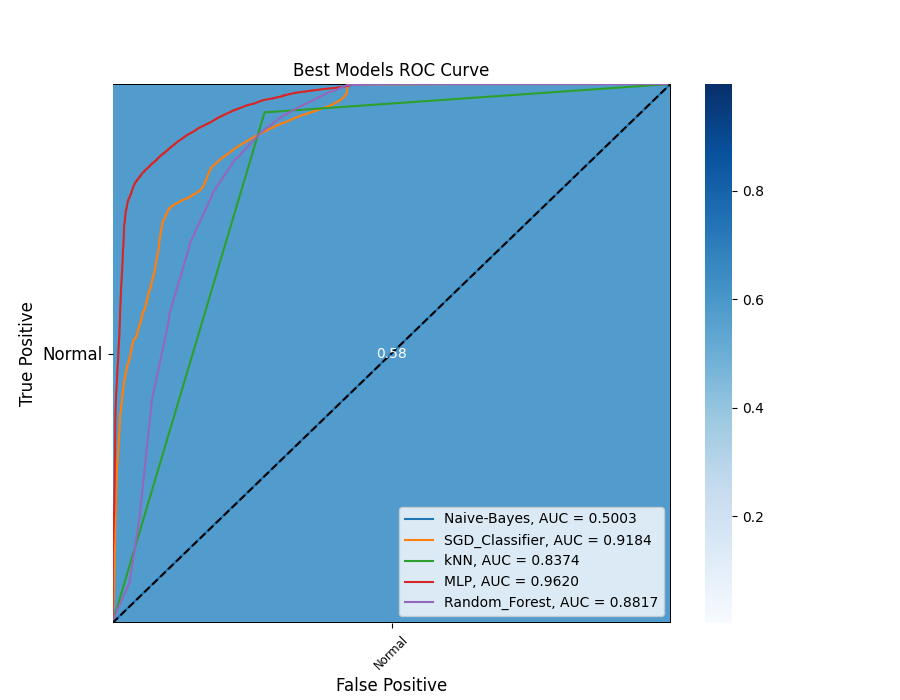 Best Models ROC Curve
True Positive
Normal
0.58
0.8
0.6
0.4
0.2
Naive-Bayes, AUC = 0.5003
SGD_Classifier, AUC = 0.9184
kNN, AUC = 0.8374
MLP, AUC = 0.9620
Random_Forest, AUC = 0.8817
Normal
False Positive